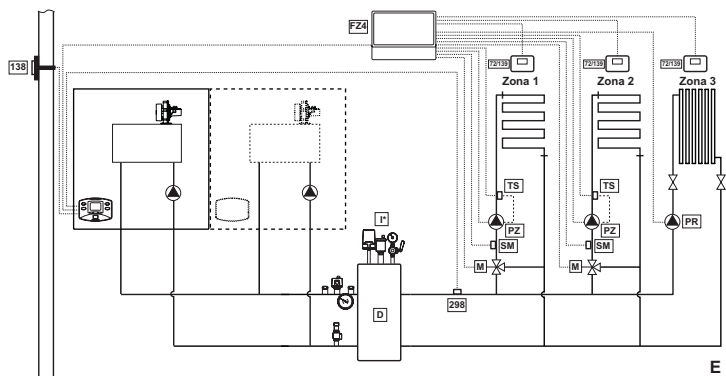 FZ4
138
72/139
72/139
72/139
Zona 1
Zona 2
Zona 3
TS
TS
I*
PZ
PZ
PR
SM
SM
M
M
298
D
E